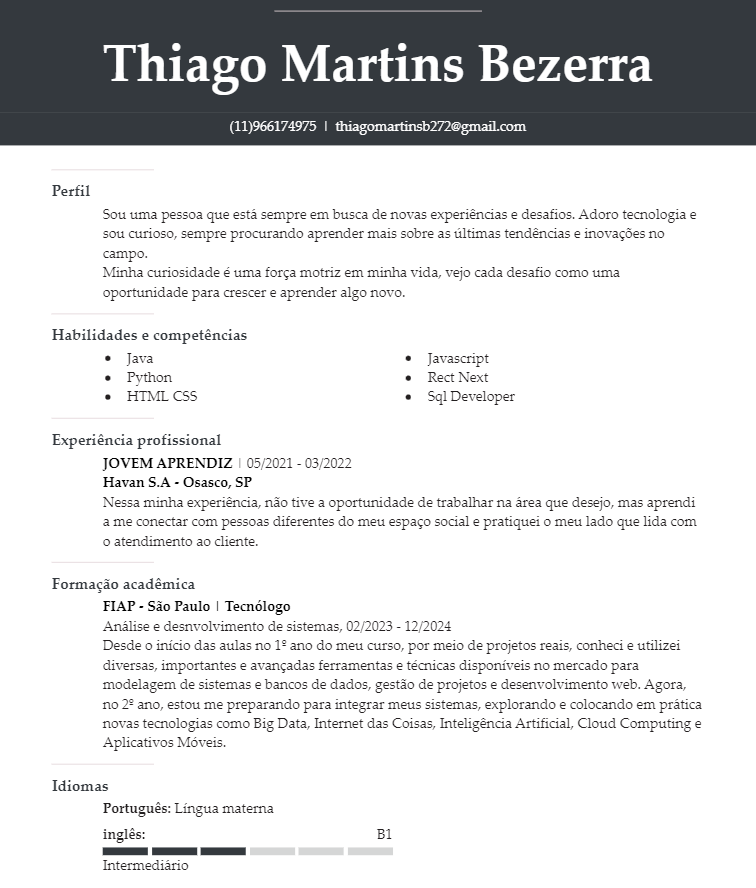 Thiago Martins Bezerra
(11)966174975 | thiagomartinsb272@gmail.com
Perfil
Sou uma pessoa que está sempre em busca de novas experiências e desafios. Adoro tecnologia e
sou curioso, sempre procurando aprender mais sobre as últimas tendências e inovações no
campo.
Minha curiosidade é uma força motriz em minha vida, vejo cada desafio como uma
oportunidade para crescer e aprender algo novo.
Habilidades e competências
• Java
• Python
• HTML CSS
• Javascript
• Rect Next
• Sql Developer
Experiência profissional
JOVEM APRENDIZ | 05/2021 - 03/2022
Havan S.A - Osasco, SP
Nessa minha experiência, não tive a oportunidade de trabalhar na área que desejo, mas aprendi
a me conectar com pessoas diferentes do meu espaço social e pratiquei o meu lado que lida com
o atendimento ao cliente.
Formação acadêmica
FIAP - São Paulo | Tecnólogo
Análise e desnvolvimento de sistemas, 02/2023 - 12/2024
Desde o início das aulas no 1º ano do meu curso, por meio de projetos reais, conheci e utilizei
diversas, importantes e avançadas ferramentas e técnicas disponíveis no mercado para
modelagem de sistemas e bancos de dados, gestão de projetos e desenvolvimento web. Agora,
no 2º ano, estou me preparando para integrar meus sistemas, explorando e colocando em prática
novas tecnologias como Big Data, Internet das Coisas, Inteligência Artificial, Cloud Computing e
Aplicativos Móveis.
Idiomas
Português: Língua materna
inglês: B1
Intermediário